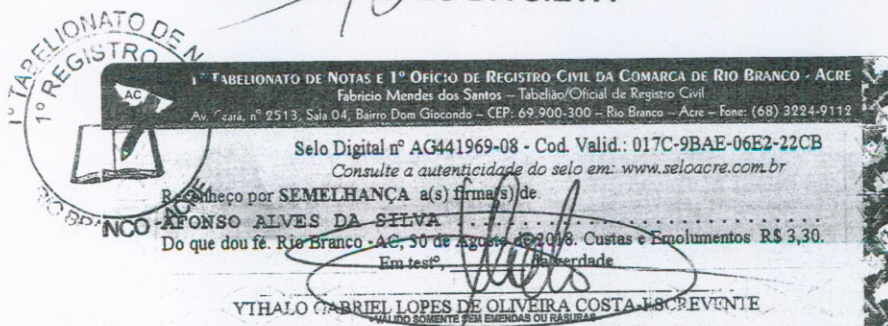 1º TABELIONATO DE N
1º REGISTRO
AC
RIO BRANCO - ACRE
1º TABELIONATO DE NOTAS E 1º OFÍCIO DE REGISTRO CIVIL DA COMARCA DE RIO BRANCO - ACRE
Fabricio Mendes dos Santos – Tabelião/Oficial de Registro Civil
Av. Ceará, nº 2513, Sala 04, Bairro Dom Giocondo – CEP: 69.900-300 – Rio Branco – Acre – Fone: (68) 3224-9112
Selo Digital nº AG441969-08 - Cod. Valid.: 017C-9BAE-06E2-22CB
Consulte a autenticidade do selo em: www.seloacre.com.br
Reconheço por SEMELHANÇA a(s) firma(s) de
AFONSO ALVES DA SILVA
Do que dou fé. Rio Branco - AC, 30 de Agosto de 2018. Custas e Emolumentos R$ 3,30.
Em testº, da verdade
YTHALO GABRIEL LOPES DE OLIVEIRA COSTA-ESCREVENTE
VÁLIDO SOMENTE SEM EMENDAS OU RASURAS